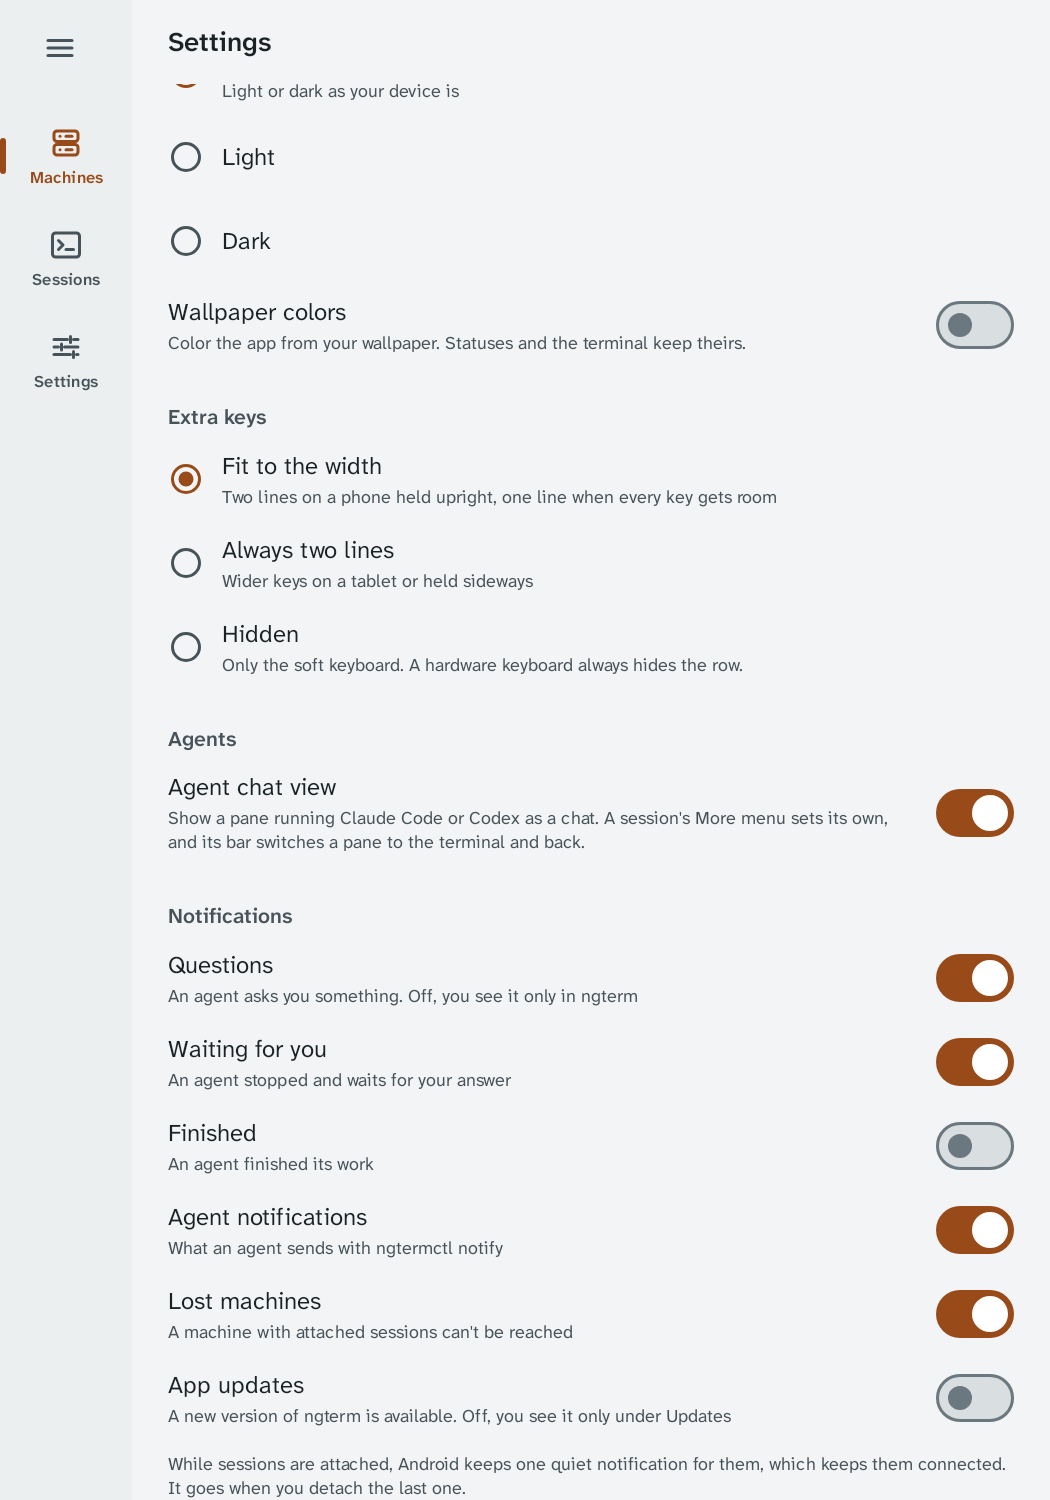 Settings
Light or dark as your device is
Machines
Light
Sessions
Dark
Settings
Wallpaper colors
Color the app from your wallpaper. Statuses and the terminal keep theirs.
Extra keys
Fit to the width
Two lines on a phone held upright, one line when every key gets room
Always two lines
Wider keys on a tablet or held sideways
Hidden
Only the soft keyboard. A hardware keyboard always hides the row.
Agents
Agent chat view
Show a pane running Claude Code or Codex as a chat. A session's More menu sets its own,
and its bar switches a pane to the terminal and back.
Notifications
Questions
An agent asks you something. Off, you see it only in ngterm
Waiting for you
An agent stopped and waits for your answer
Finished
An agent finished its work
Agent notifications
What an agent sends with ngtermctl notify
Lost machines
A machine with attached sessions can't be reached
App updates
A new version of ngterm is available. Off, you see it only under Updates
While sessions are attached, Android keeps one quiet notification for them, which keeps them connected.
It goes when you detach the last one.